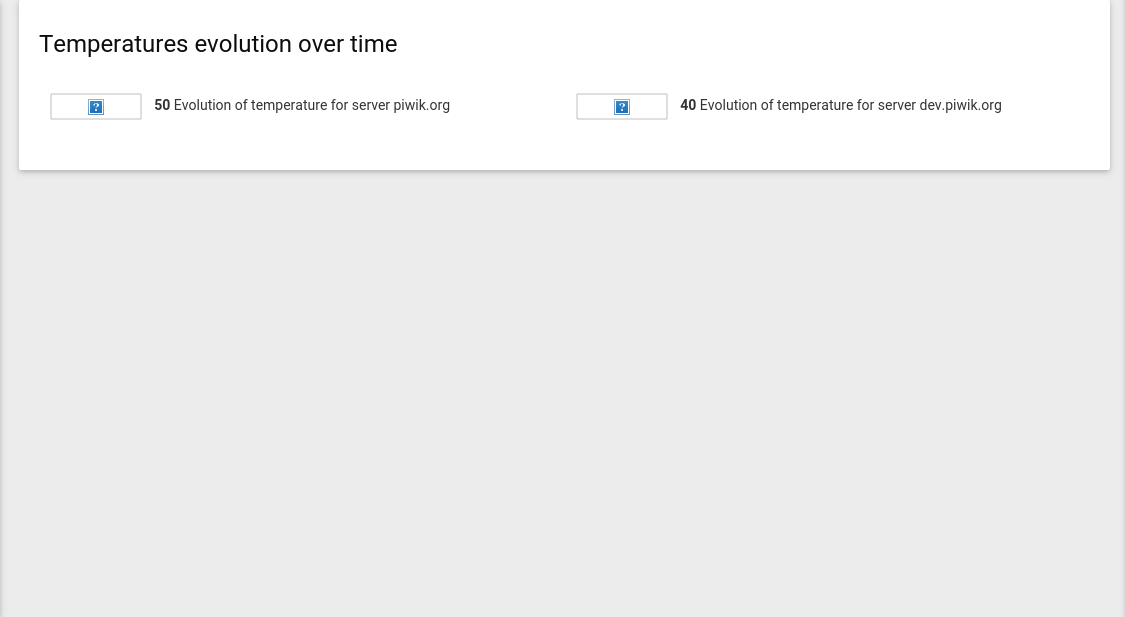 Temperatures evolution over time
50 Evolution of temperature for server piwik.org
40 Evolution of temperature for server dev.piwik.org